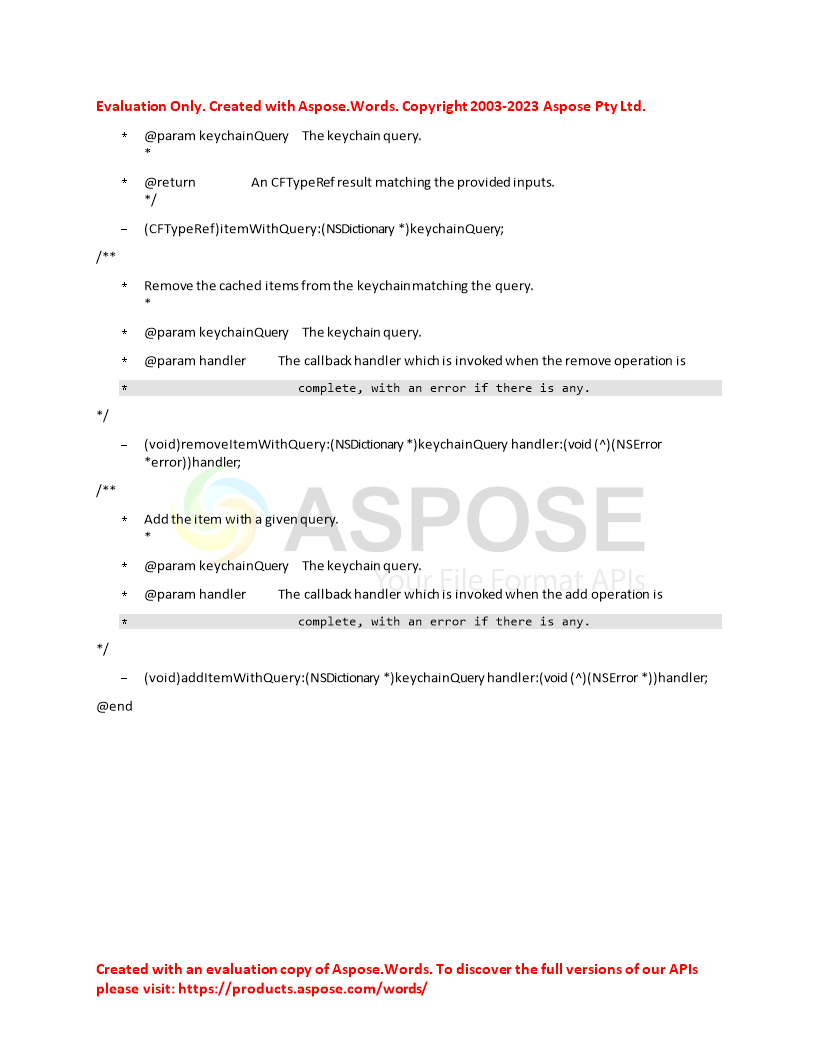 Evaluation Only. Created with Aspose.Words. Copyright 2003-2023 Aspose Pty Ltd.
* @param keychainQuery The keychain query.
*
* @return An CFTypeRef result matching the provided inputs.
*/
– (CFTypeRef)itemWithQuery:(NSDictionary *)keychainQuery;
/**
* Remove the cached items from the keychain matching the query.
*
* @param keychainQuery The keychain query.
* @param handler The callback handler which is invoked when the remove operation is
* complete, with an error if there is any.
*/
– (void)removeItemWithQuery:(NSDictionary *)keychainQuery handler:(void (^)(NSError
*error))handler;
/**
* Add the item with a given query.
*
* @param keychainQuery The keychain query.
* @param handler The callback handler which is invoked when the add operation is
* complete, with an error if there is any.
*/
– (void)addItemWithQuery:(NSDictionary *)keychainQuery handler:(void (^)(NSError *))handler;
@end
ASPOSE
Your File Format APIs
Created with an evaluation copy of Aspose.Words. To discover the full versions of our APIs
please visit: https://products.aspose.com/words/